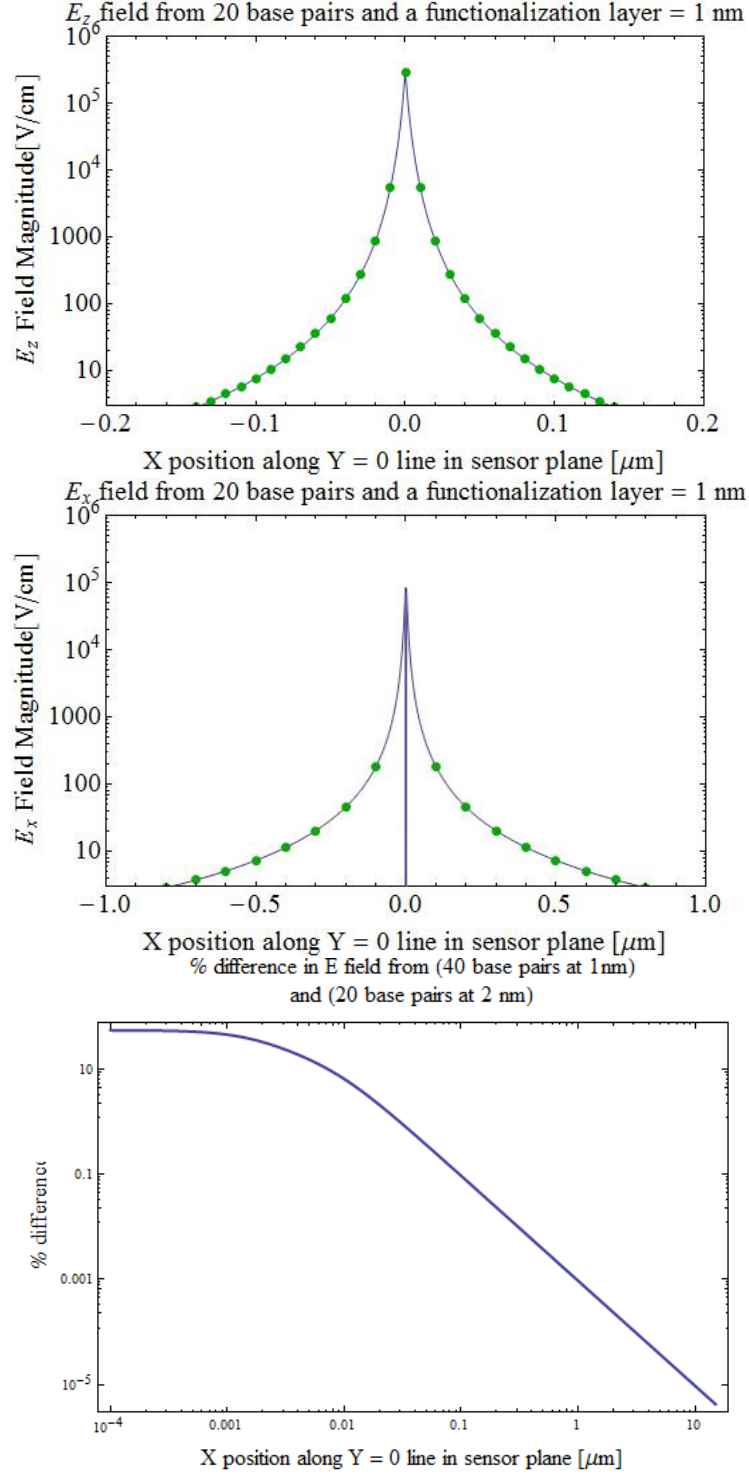 E_z field from 20 base pairs and a functionalization layer = 1 nm
E_z Field Magnitude[V/cm]
10^6
10^5
10^4
1000
100
10
−0.2 −0.1 0.0 0.1 0.2
X position along Y = 0 line in sensor plane [μm]
E_x field from 20 base pairs and a functionalization layer = 1 nm
E_x Field Magnitude[V/cm]
10^6
10^5
10^4
1000
100
10
−1.0 −0.5 0.0 0.5 1.0
X position along Y = 0 line in sensor plane [μm]
% difference in E field from (40 base pairs at 1nm)
and (20 base pairs at 2 nm)
% difference
10
0.1
0.001
10^-5
10^-4 0.001 0.01 0.1 1 10
X position along Y = 0 line in sensor plane [μm]